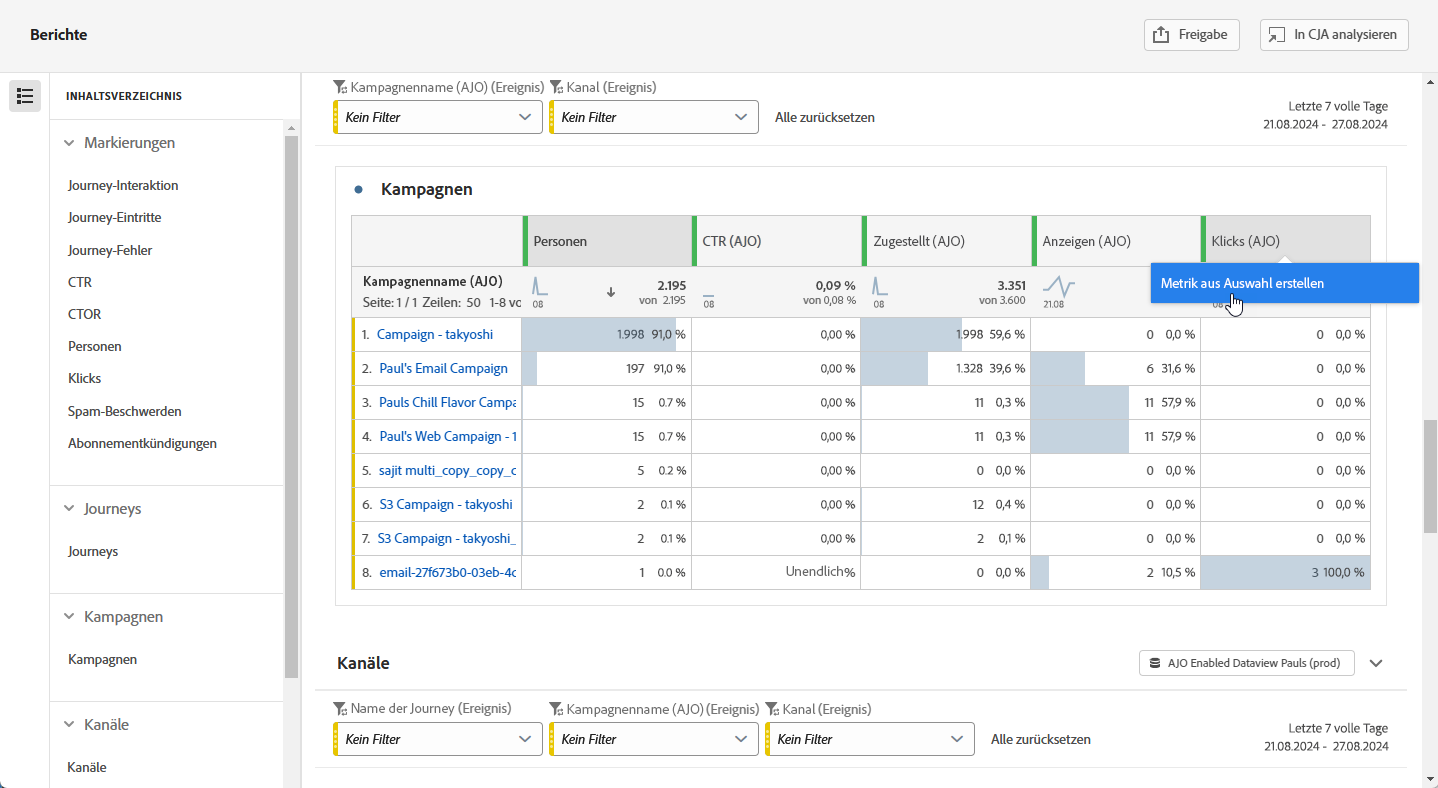 Berichte
Freigabe
In CJA analysieren
INHALTSVERZEICHNIS
Markierungen
Journey-Interaktion
Journey-Eintritte
Journey-Fehler
CTR
CTOR
Personen
Klicks
Spam-Beschwerden
Abonnementkündigungen
Journeys
Journeys
Kampagnen
Kampagnen
Kanäle
Kanäle
Kampagnenname (AJO) (Ereignis) Kanal (Ereignis)
Kein Filter Kein Filter Alle zurücksetzen
Letzte 7 volle Tage
21.08.2024 - 27.08.2024
Kampagnen
Personen CTR (AJO) Zugestellt (AJO) Anzeigen (AJO) Klicks (AJO)
Metrik aus Auswahl erstellen
Kampagnenname (AJO) 2.195 0,09 % 3.351
Seite: 1 / 1 Zeilen: 50 1-8 von 2.195 von 0,08 % von 3.600
08 08 08 21.08
1. Campaign - takyoshi 1.998 91,0 % 0,00 % 1.998 59,6 % 0 0,0 % 0 0,0 %
2. Paul's Email Campaign 197 91,0 % 0,00 % 1.328 39,6 % 6 31,6 % 0 0,0 %
3. Pauls Chill Flavor Campa 15 0.7 % 0,00 % 11 0,3 % 11 57,9 % 0 0,0 %
4. Paul's Web Campaign - 1 15 0.7 % 0,00 % 11 0,3 % 11 57,9 % 0 0,0 %
5. sajit multi_copy_copy_c 5 0.2 % 0,00 % 0 0,0 % 0 0,0 % 0 0,0 %
6. S3 Campaign - takyoshi 2 0.1 % 0,00 % 12 0,4 % 0 0,0 % 0 0,0 %
7. S3 Campaign - takyoshi_ 2 0.1 % 0,00 % 2 0,1 % 0 0,0 % 0 0,0 %
8. email-27f673b0-03eb-4c 1 0.0 % Unendlich% 0 0,0 % 2 10,5 % 3 100,0 %
Kanäle
AJO Enabled Dataview Pauls (prod)
Name der Journey (Ereignis) Kampagnenname (AJO) (Ereignis) Kanal (Ereignis)
Kein Filter Kein Filter Kein Filter Alle zurücksetzen
Letzte 7 volle Tage
21.08.2024 - 27.08.2024